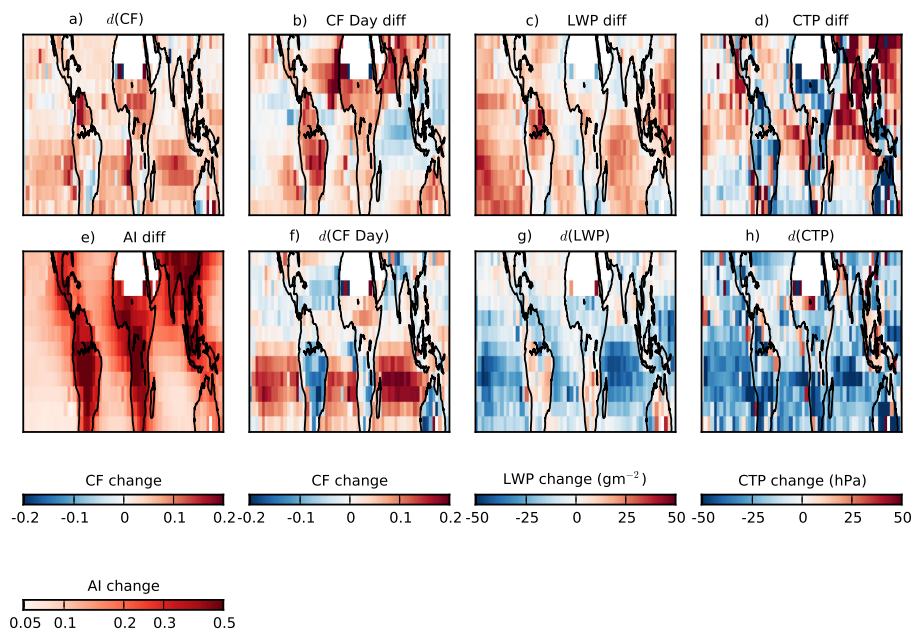 a) d(CF)
b) CF Day diff
c) LWP diff
d) CTP diff
e) AI diff
f) d(CF Day)
g) d(LWP)
h) d(CTP)
CF change
-0.2 -0.1 0 0.1 0.2
CF change
-0.2 -0.1 0 0.1 0.2
LWP change (gm⁻²)
-50 -25 0 25 50
CTP change (hPa)
-50 -25 0 25 50
AI change
0.05 0.1 0.2 0.3 0.5